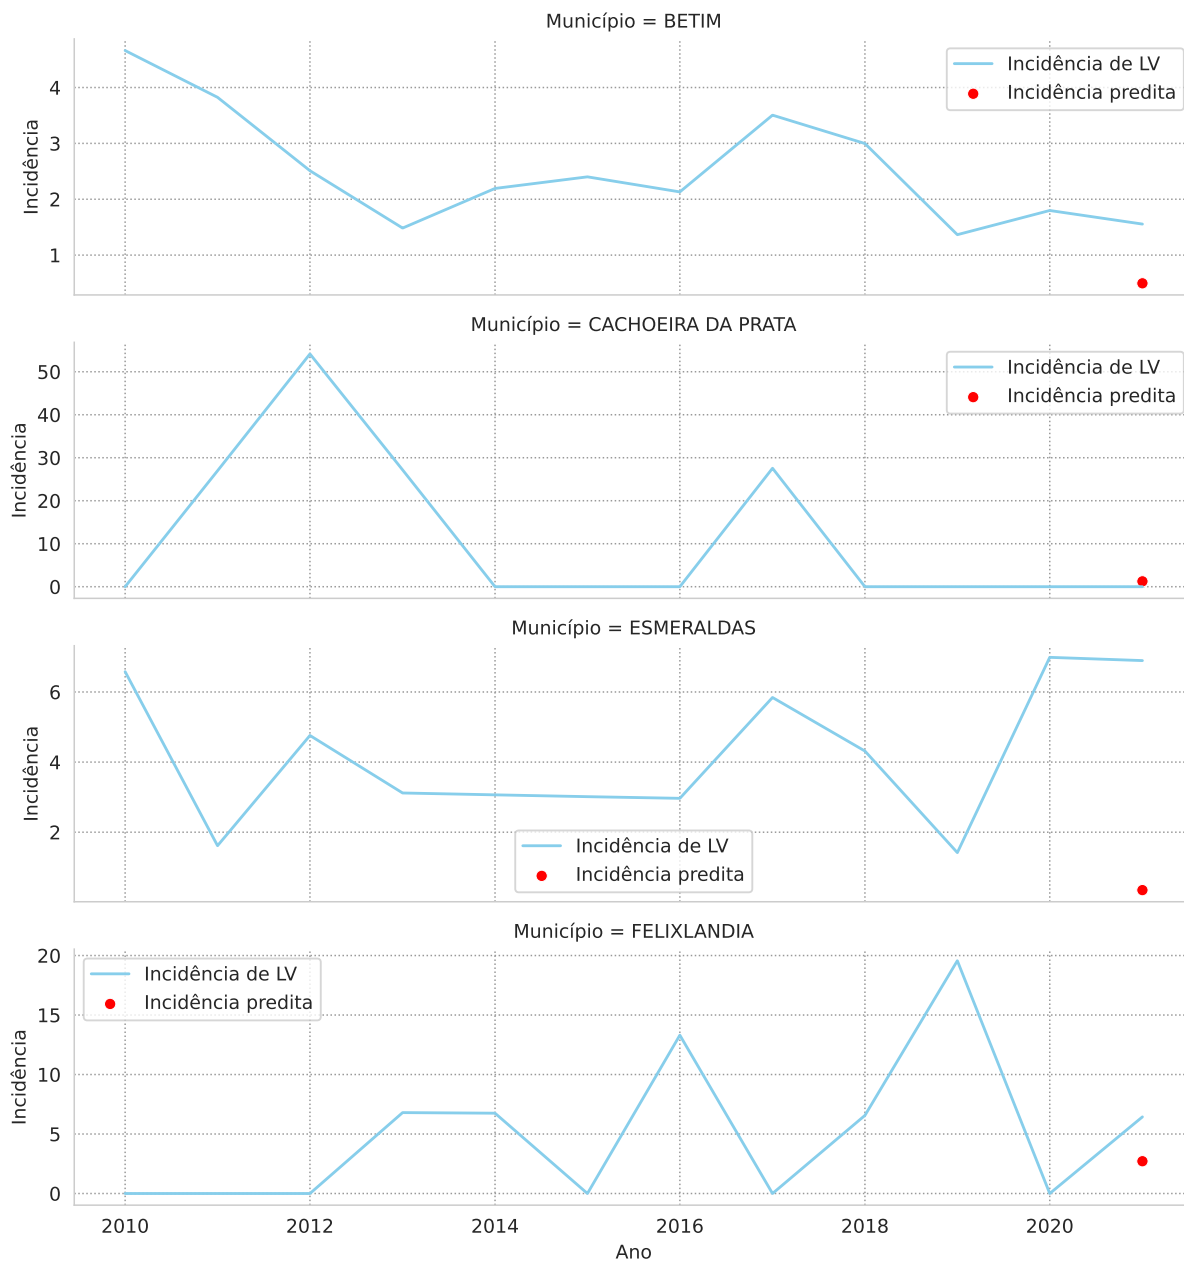 Município = BETIM
Incidência
4
3
2
1
Incidência de LV
Incidência predita
Município = CACHOEIRA DA PRATA
Incidência
50
40
30
20
10
0
Incidência de LV
Incidência predita
Município = ESMERALDAS
Incidência
6
4
2
Incidência de LV
Incidência predita
Município = FELIXLANDIA
Incidência
20
15
10
5
0
Incidência de LV
Incidência predita
2010 2012 2014 2016 2018 2020
Ano